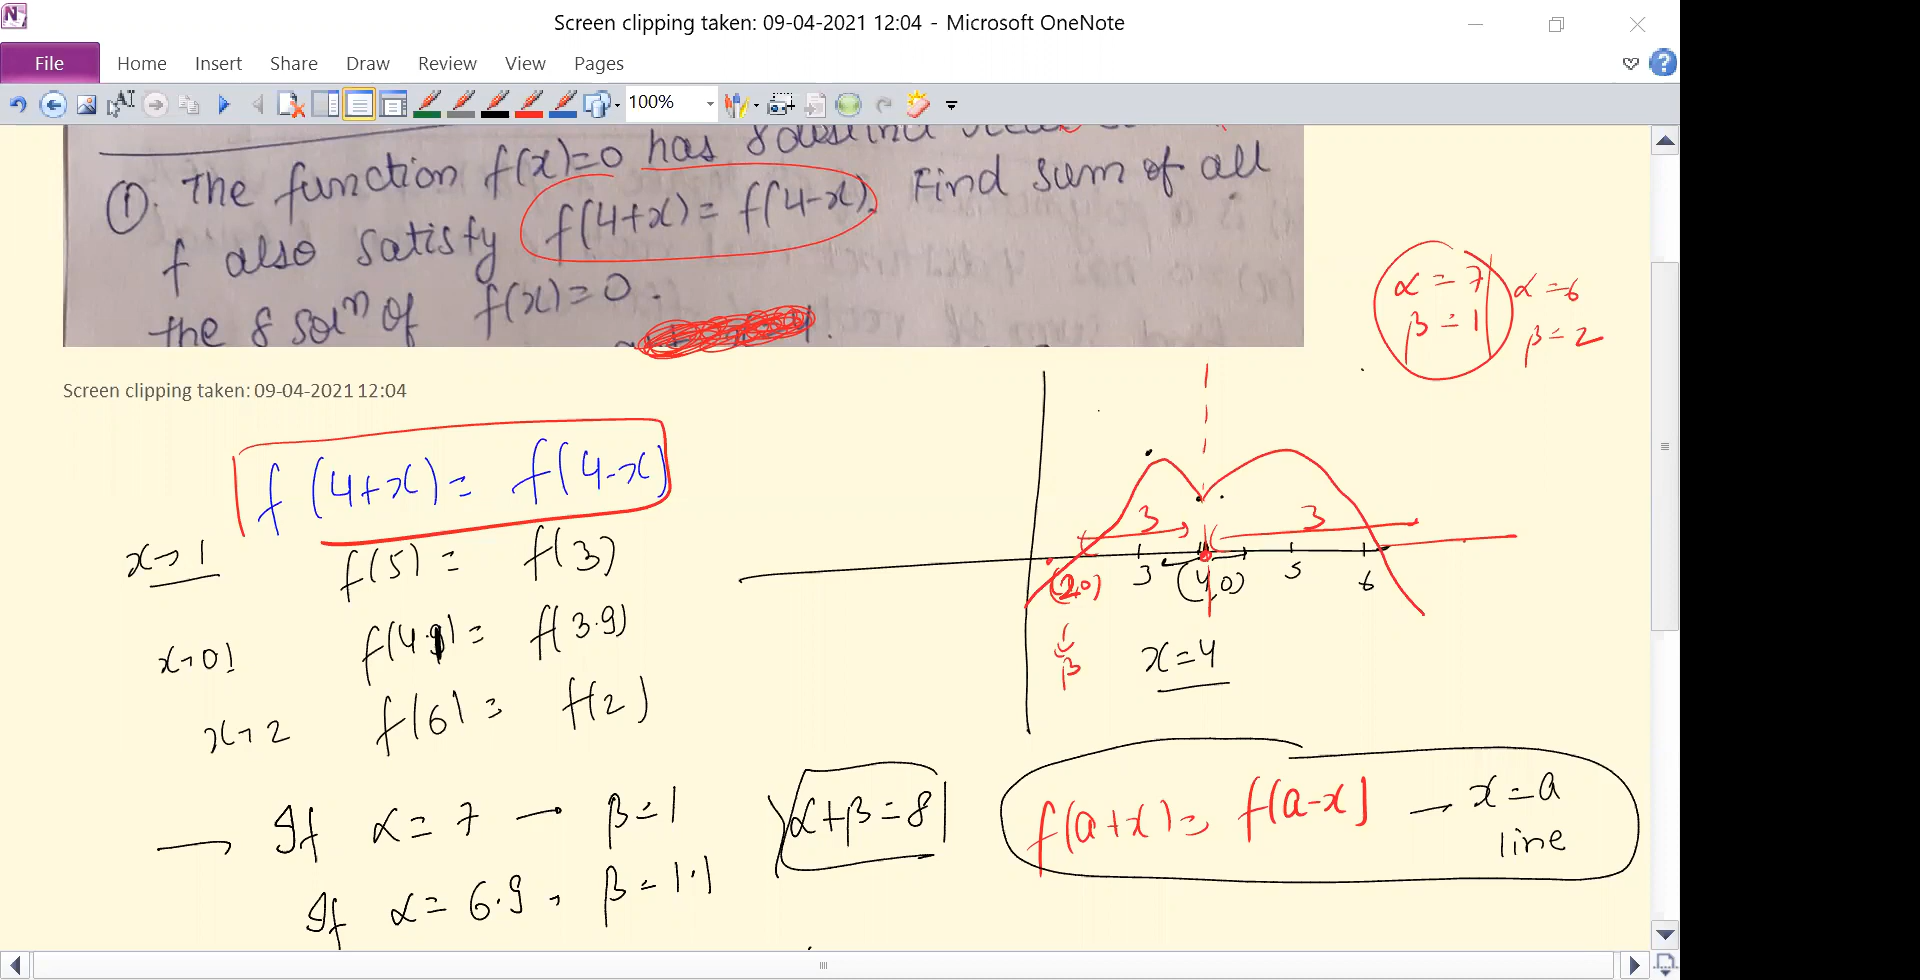 Screen clipping taken: 09-04-2021 12:04 - Microsoft OneNote
File Home Insert Share Draw Review View Pages
100%
①. The function f(x)=0 has 8
f also satisfy f(4+x)= f(4-x). Find sum of all
the 8 solⁿ of f(x)=0.
α = 7
β = 1
α = 6
β = 2
Screen clipping taken: 09-04-2021 12:04
f(4+x) = f(4-x)
x→1 f(5) = f(3)
f(4.1) = f(3.9)
x→0.1
x→2 f(6) = f(2)
3 3
(2,0) 3 (4,0) 5 6
β
x=4
If α = 7 → β = 1
α+β=8
f(a+x) = f(a-x) → x=a
line
If α = 6.9, β = 1.1